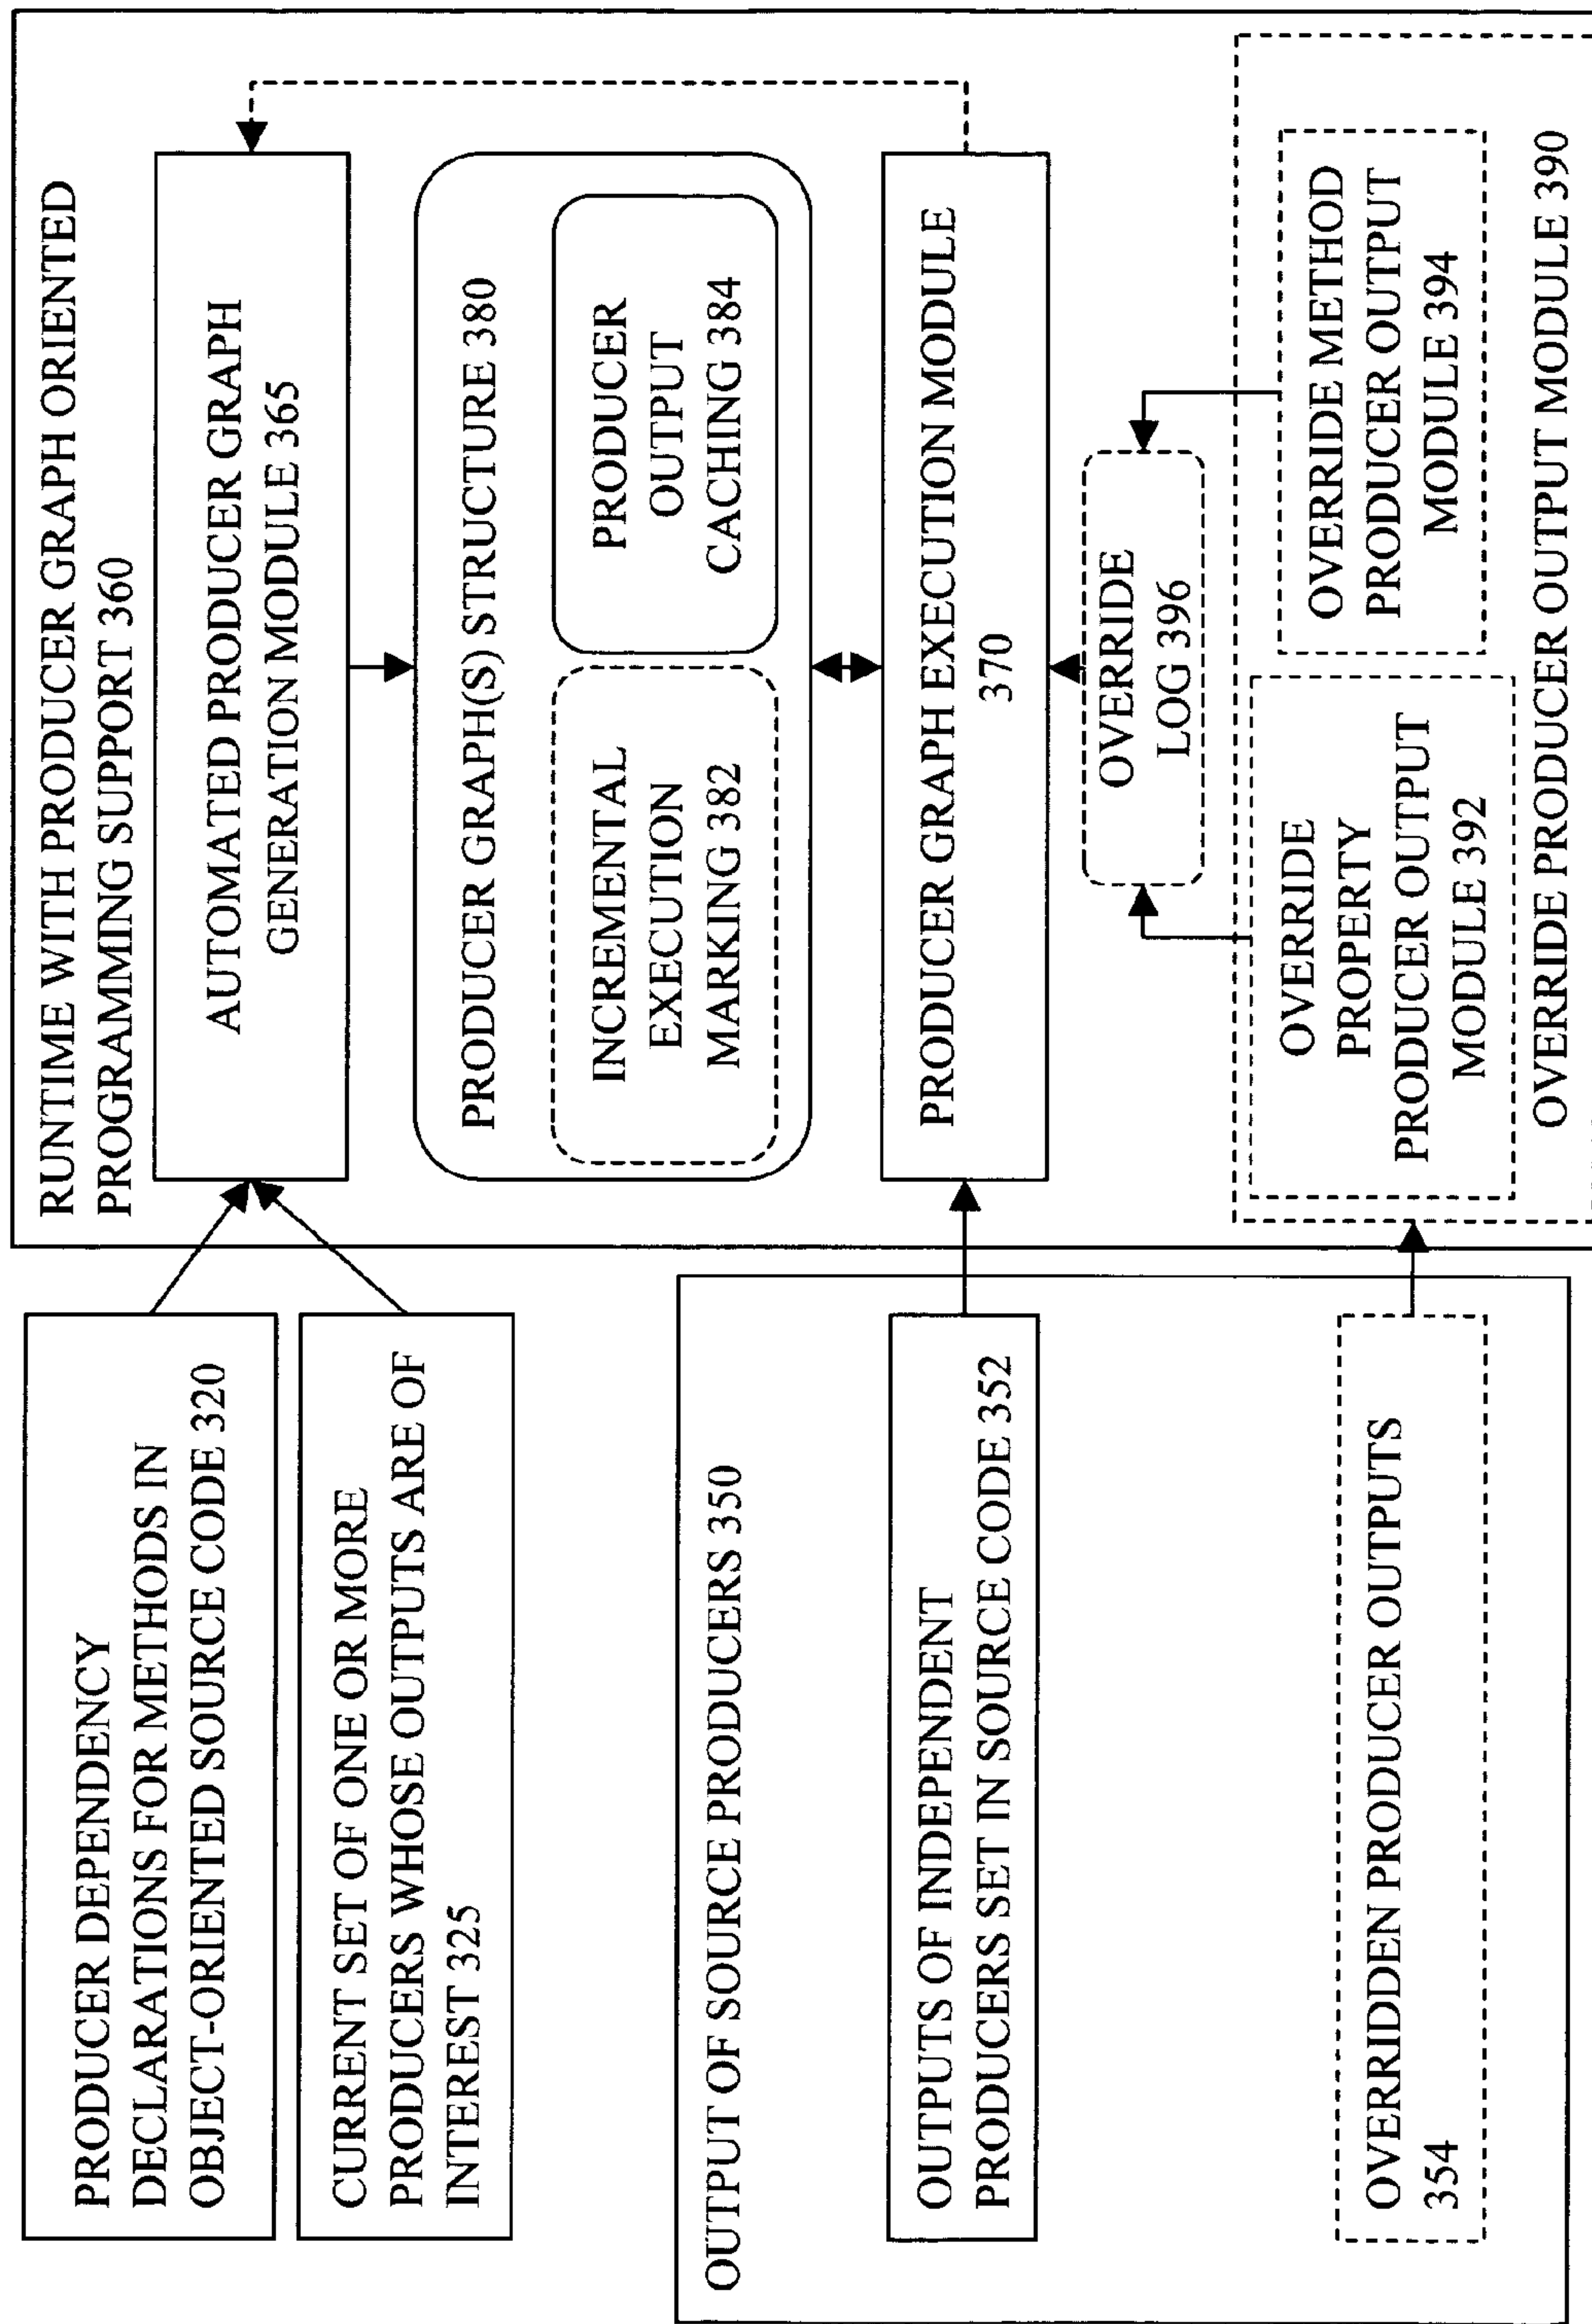 PRODUCER DEPENDENCY
DECLARATIONS FOR METHODS IN
OBJECT-ORIENTED SOURCE CODE 320
CURRENT SET OF ONE OR MORE
PRODUCERS WHOSE OUTPUTS ARE OF
INTEREST 325
OUTPUT OF SOURCE PRODUCERS 350
OUTPUTS OF INDEPENDENT
PRODUCERS SET IN SOURCE CODE 352
OVERRIDDEN PRODUCER OUTPUTS
354
RUNTIME WITH PRODUCER GRAPH ORIENTED
PROGRAMMING SUPPORT 360
AUTOMATED PRODUCER GRAPH
GENERATION MODULE 365
PRODUCER GRAPH(S) STRUCTURE 380
INCREMENTAL
EXECUTION
MARKING 382
PRODUCER
OUTPUT
CACHING 384
PRODUCER GRAPH EXECUTION MODULE
370
OVERRIDE
LOG 396
OVERRIDE
PROPERTY
PRODUCER OUTPUT
MODULE 392
OVERRIDE METHOD
PRODUCER OUTPUT
MODULE 394
OVERRIDE PRODUCER OUTPUT MODULE 390